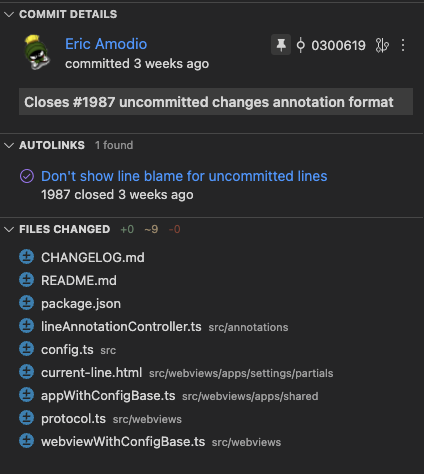 COMMIT DETAILS
Eric Amodio
0300619
committed 3 weeks ago
Closes #1987 uncommitted changes annotation format
AUTOLINKS 1 found
Don't show line blame for uncommitted lines
1987 closed 3 weeks ago
FILES CHANGED +0 ~9 -0
CHANGELOG.md
README.md
package.json
lineAnnotationController.ts src/annotations
config.ts src
current-line.html src/webviews/apps/settings/partials
appWithConfigBase.ts src/webviews/apps/shared
protocol.ts src/webviews
webviewWithConfigBase.ts src/webviews